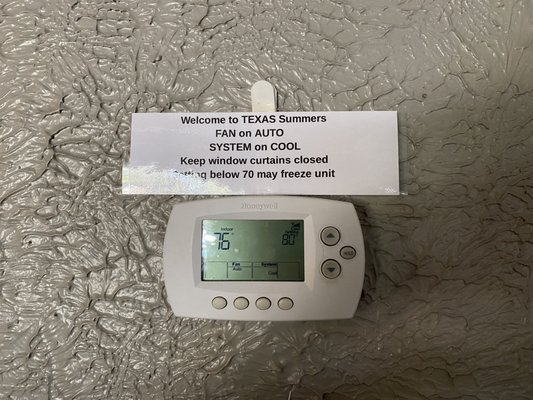 Welcome to TEXAS Summers
FAN on AUTO
SYSTEM on COOL
Keep window curtains closed
Setting below 70 may freeze unit
Honeywell
Indoor
76
80
Fan
System
Auto
Cool